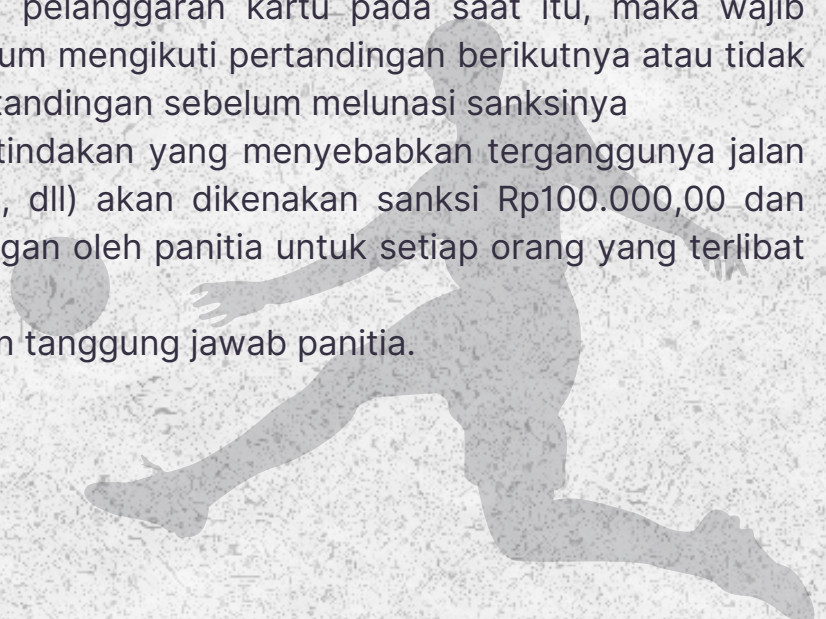 pelanggaran kartu pada saat itu, maka wajib
um mengikuti pertandingan berikutnya atau tidak
tandingan sebelum melunasi sanksinya
tindakan yang menyebabkan terganggunya jalan
, dll) akan dikenakan sanksi Rp100.000,00 dan
gan oleh panitia untuk setiap orang yang terlibat
n tanggung jawab panitia.